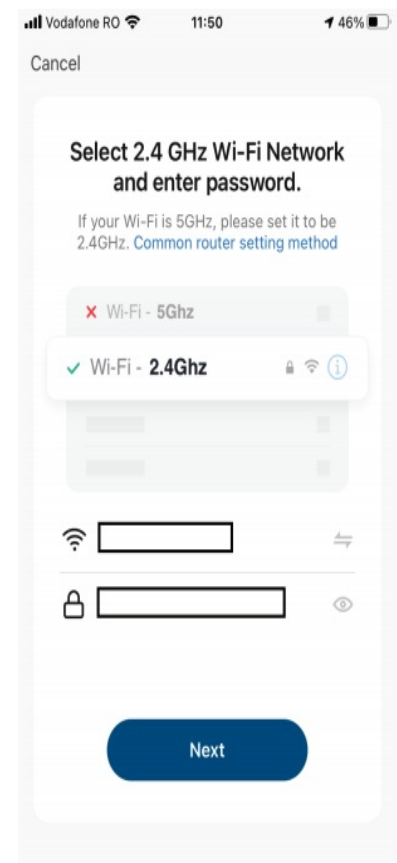 Vodafone RO 11:50 46%
Cancel
Select 2.4 GHz Wi-Fi Network
and enter password.
If your Wi-Fi is 5GHz, please set it to be
2.4GHz. Common router setting method
Wi-Fi - 5Ghz
Wi-Fi - 2.4Ghz
Next